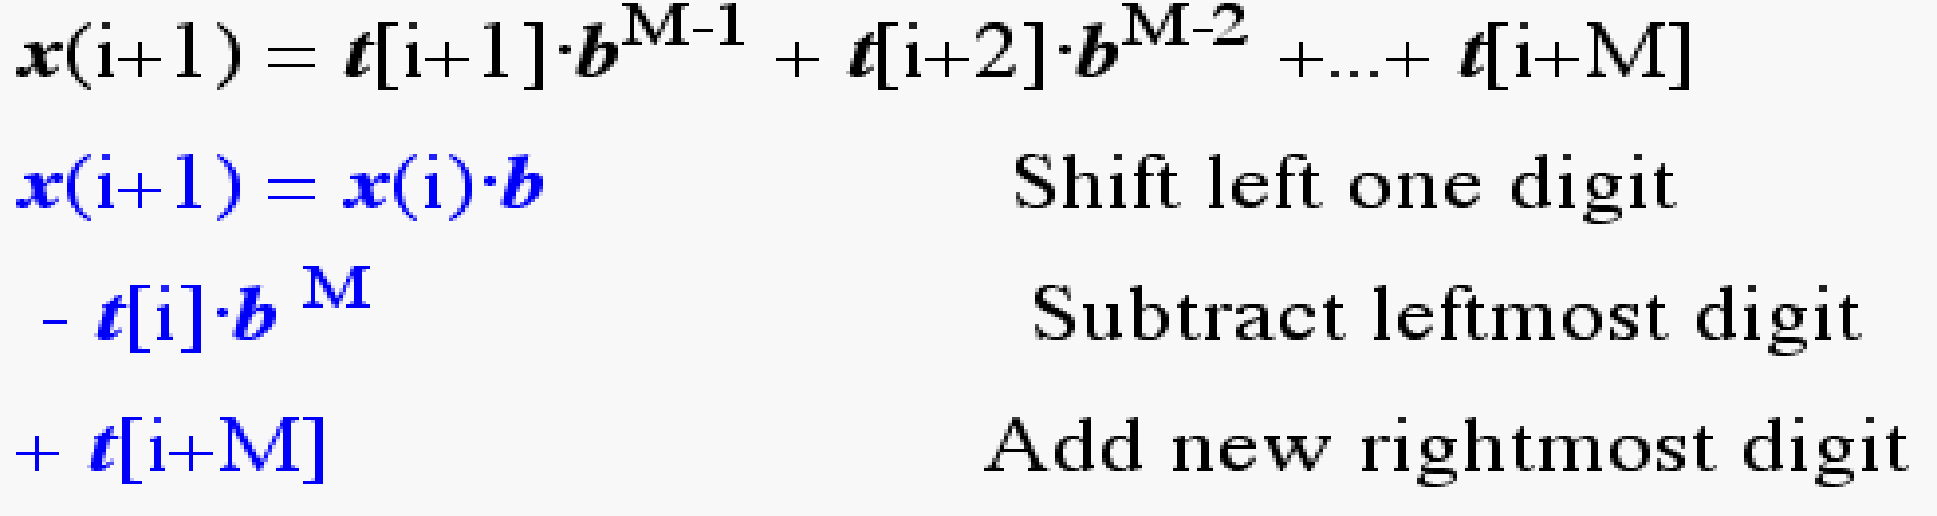 x(i+1) = t[i+1]·b^M-1 + t[i+2]·b^M-2 +...+ t[i+M]
x(i+1) = x(i)·b Shift left one digit
- t[i]·b ^M Subtract leftmost digit
+ t[i+M] Add new rightmost digit